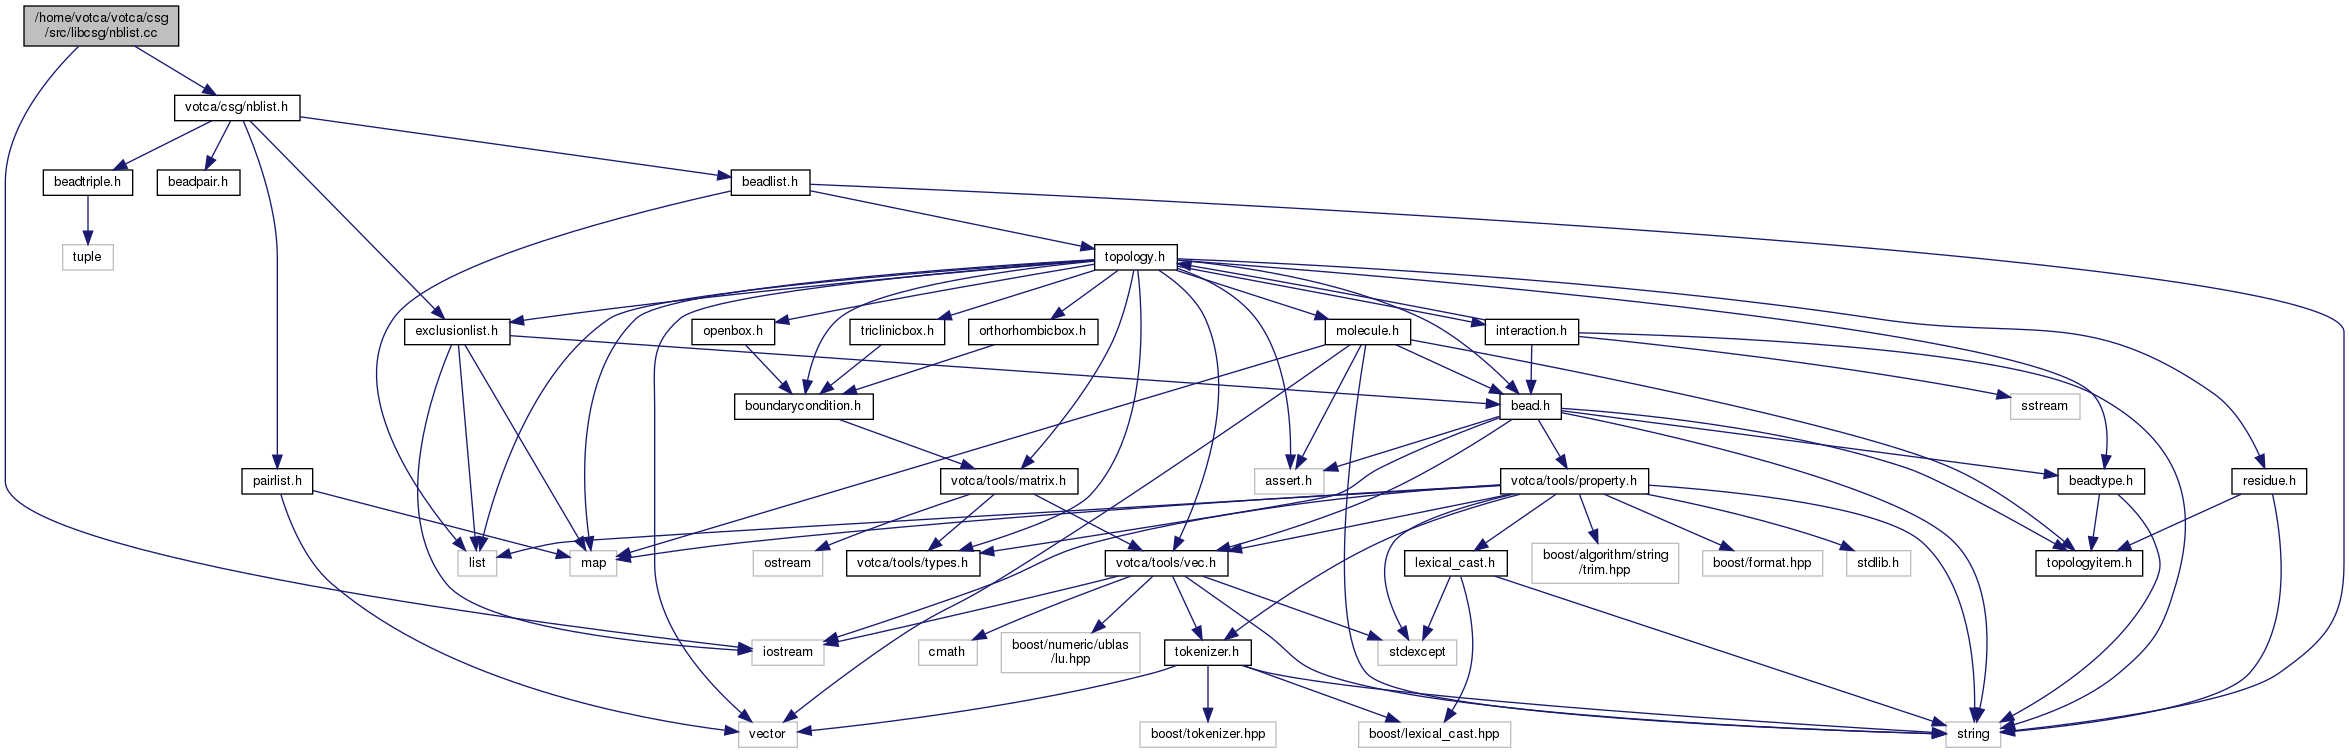 /home/votca/votca/csg
/src/libcsg/nblist.cc
votca/csg/nblist.h
beadtriple.h
beadpair.h
beadlist.h
tuple
topology.h
exclusionlist.h
openbox.h
triclinicbox.h
orthorhombicbox.h
molecule.h
interaction.h
boundarycondition.h
bead.h
sstream
pairlist.h
votca/tools/matrix.h
assert.h
votca/tools/property.h
beadtype.h
residue.h
list
map
ostream
votca/tools/types.h
votca/tools/vec.h
lexical_cast.h
boost/algorithm/string
/trim.hpp
boost/format.hpp
stdlib.h
topologyitem.h
iostream
cmath
boost/numeric/ublas
/lu.hpp
tokenizer.h
stdexcept
vector
boost/tokenizer.hpp
boost/lexical_cast.hpp
string